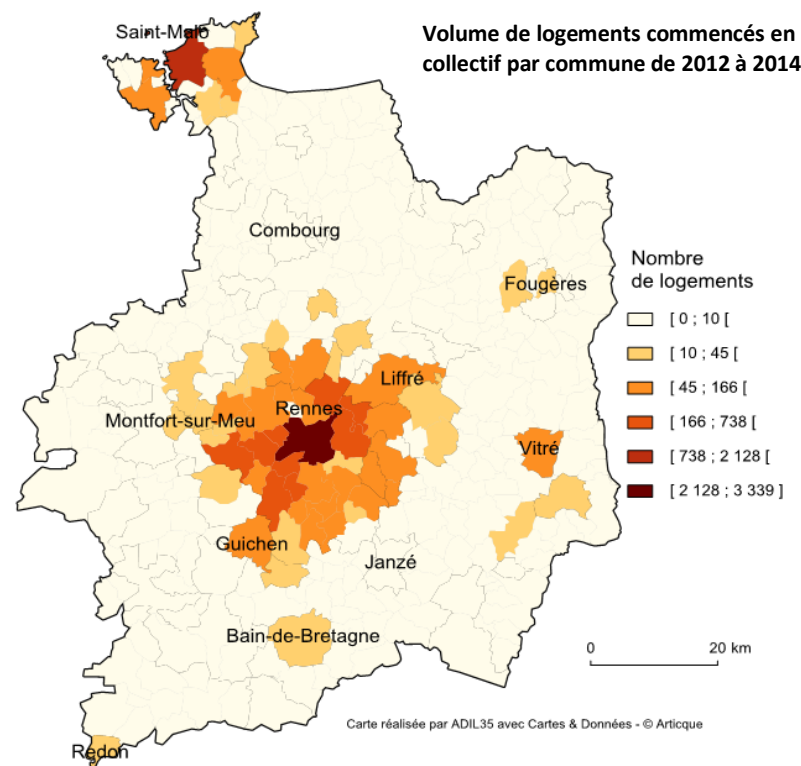 Volume de logements commencés en
collectif par commune de 2012 à 2014
Saint-Malo
Combourg
Fougères
Liffré
Rennes
Montfort-sur-Meu
Vitré
Guichen
Janzé
Bain-de-Bretagne
Redon
Nombre
de logements
[ 0 ; 10 [
[ 10 ; 45 [
[ 45 ; 166 [
[ 166 ; 738 [
[ 738 ; 2 128 [
[ 2 128 ; 3 339 ]
0 20 km
Carte réalisée par ADIL35 avec Cartes & Données - © Articque